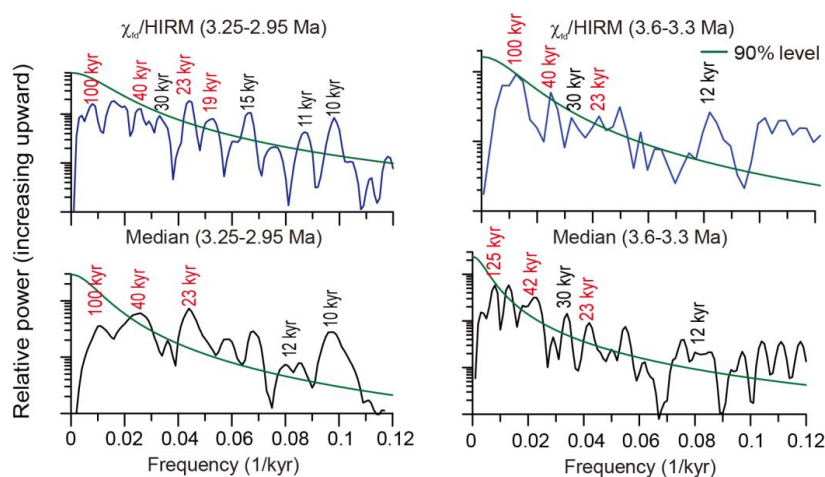 χfd/HIRM (3.25-2.95 Ma)
100 kyr
40 kyr
30 kyr
23 kyr
19 kyr
15 kyr
11 kyr
10 kyr
χfd/HIRM (3.6-3.3 Ma)
90% level
100 kyr
40 kyr
30 kyr
23 kyr
12 kyr
Relative power (increasing upward)
Median (3.25-2.95 Ma)
100 kyr
40 kyr
23 kyr
12 kyr
10 kyr
0 0.02 0.04 0.06 0.08 0.1 0.12
Frequency (1/kyr)
Median (3.6-3.3 Ma)
125 kyr
42 kyr
30 kyr
23 kyr
12 kyr
0 0.02 0.04 0.06 0.08 0.1 0.12
Frequency (1/kyr)